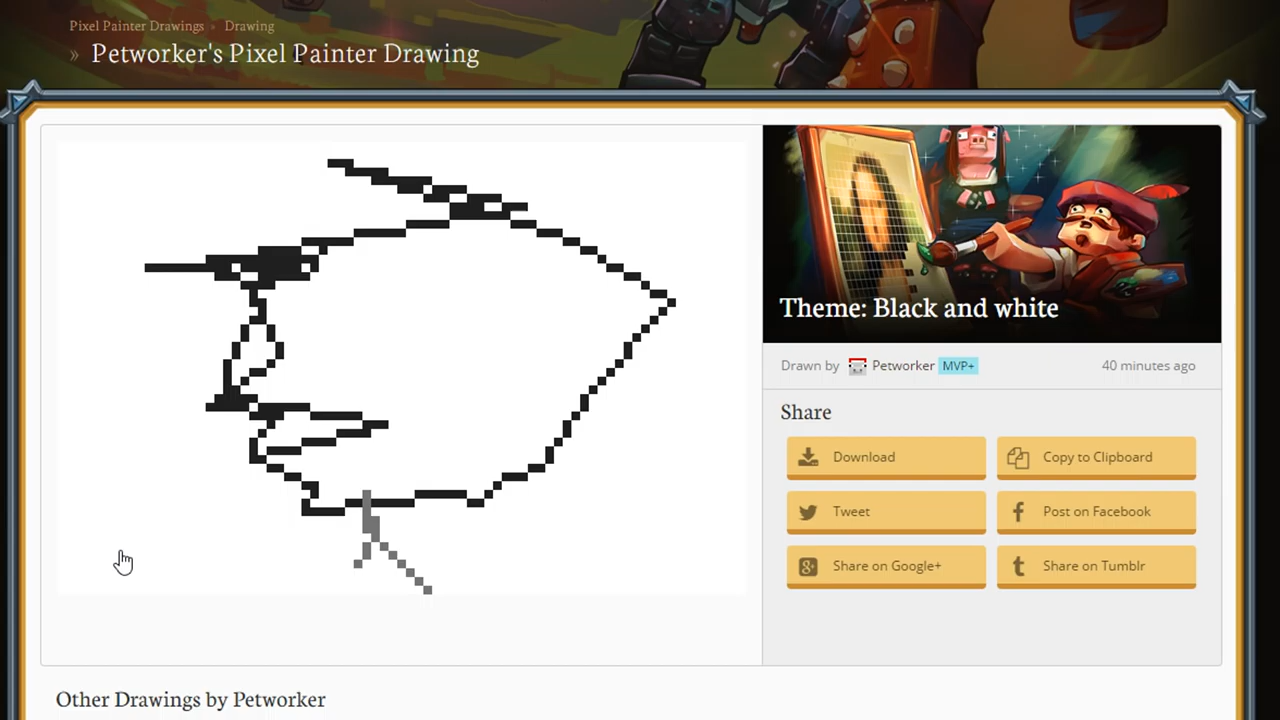 Pixel Painter Drawings › Drawing
» Petworker's Pixel Painter Drawing
Theme: Black and white
Drawn by Petworker MVP+ 40 minutes ago
Share
Download Copy to Clipboard
Tweet Post on Facebook
Share on Google+ Share on Tumblr
Other Drawings by Petworker